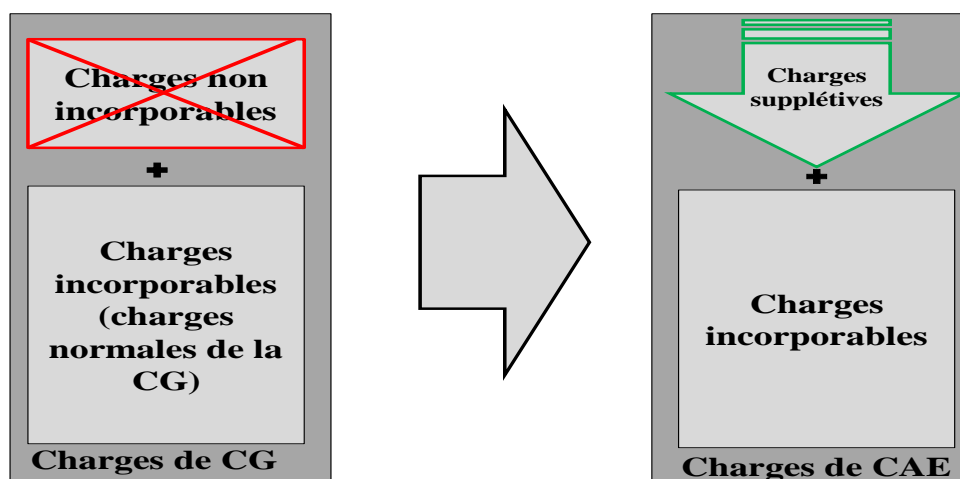 Charges non
incorporables
+
Charges
incorporables
(charges
normales de la
CG)
Charges de CG
Charges
supplétives
+
Charges
incorporables
Charges de CAE